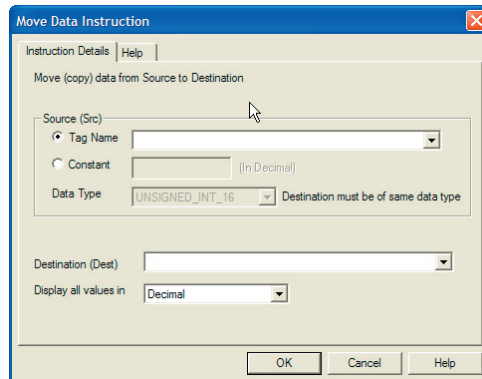 Move Data Instruction
Instruction Details Help
Move (copy) data from Source to Destination
Source (Src)
Tag Name
Constant (In Decimal)
Data Type UNSIGNED_INT_16 Destination must be of same data type
Destination (Dest)
Display all values in Decimal
OK Cancel Help